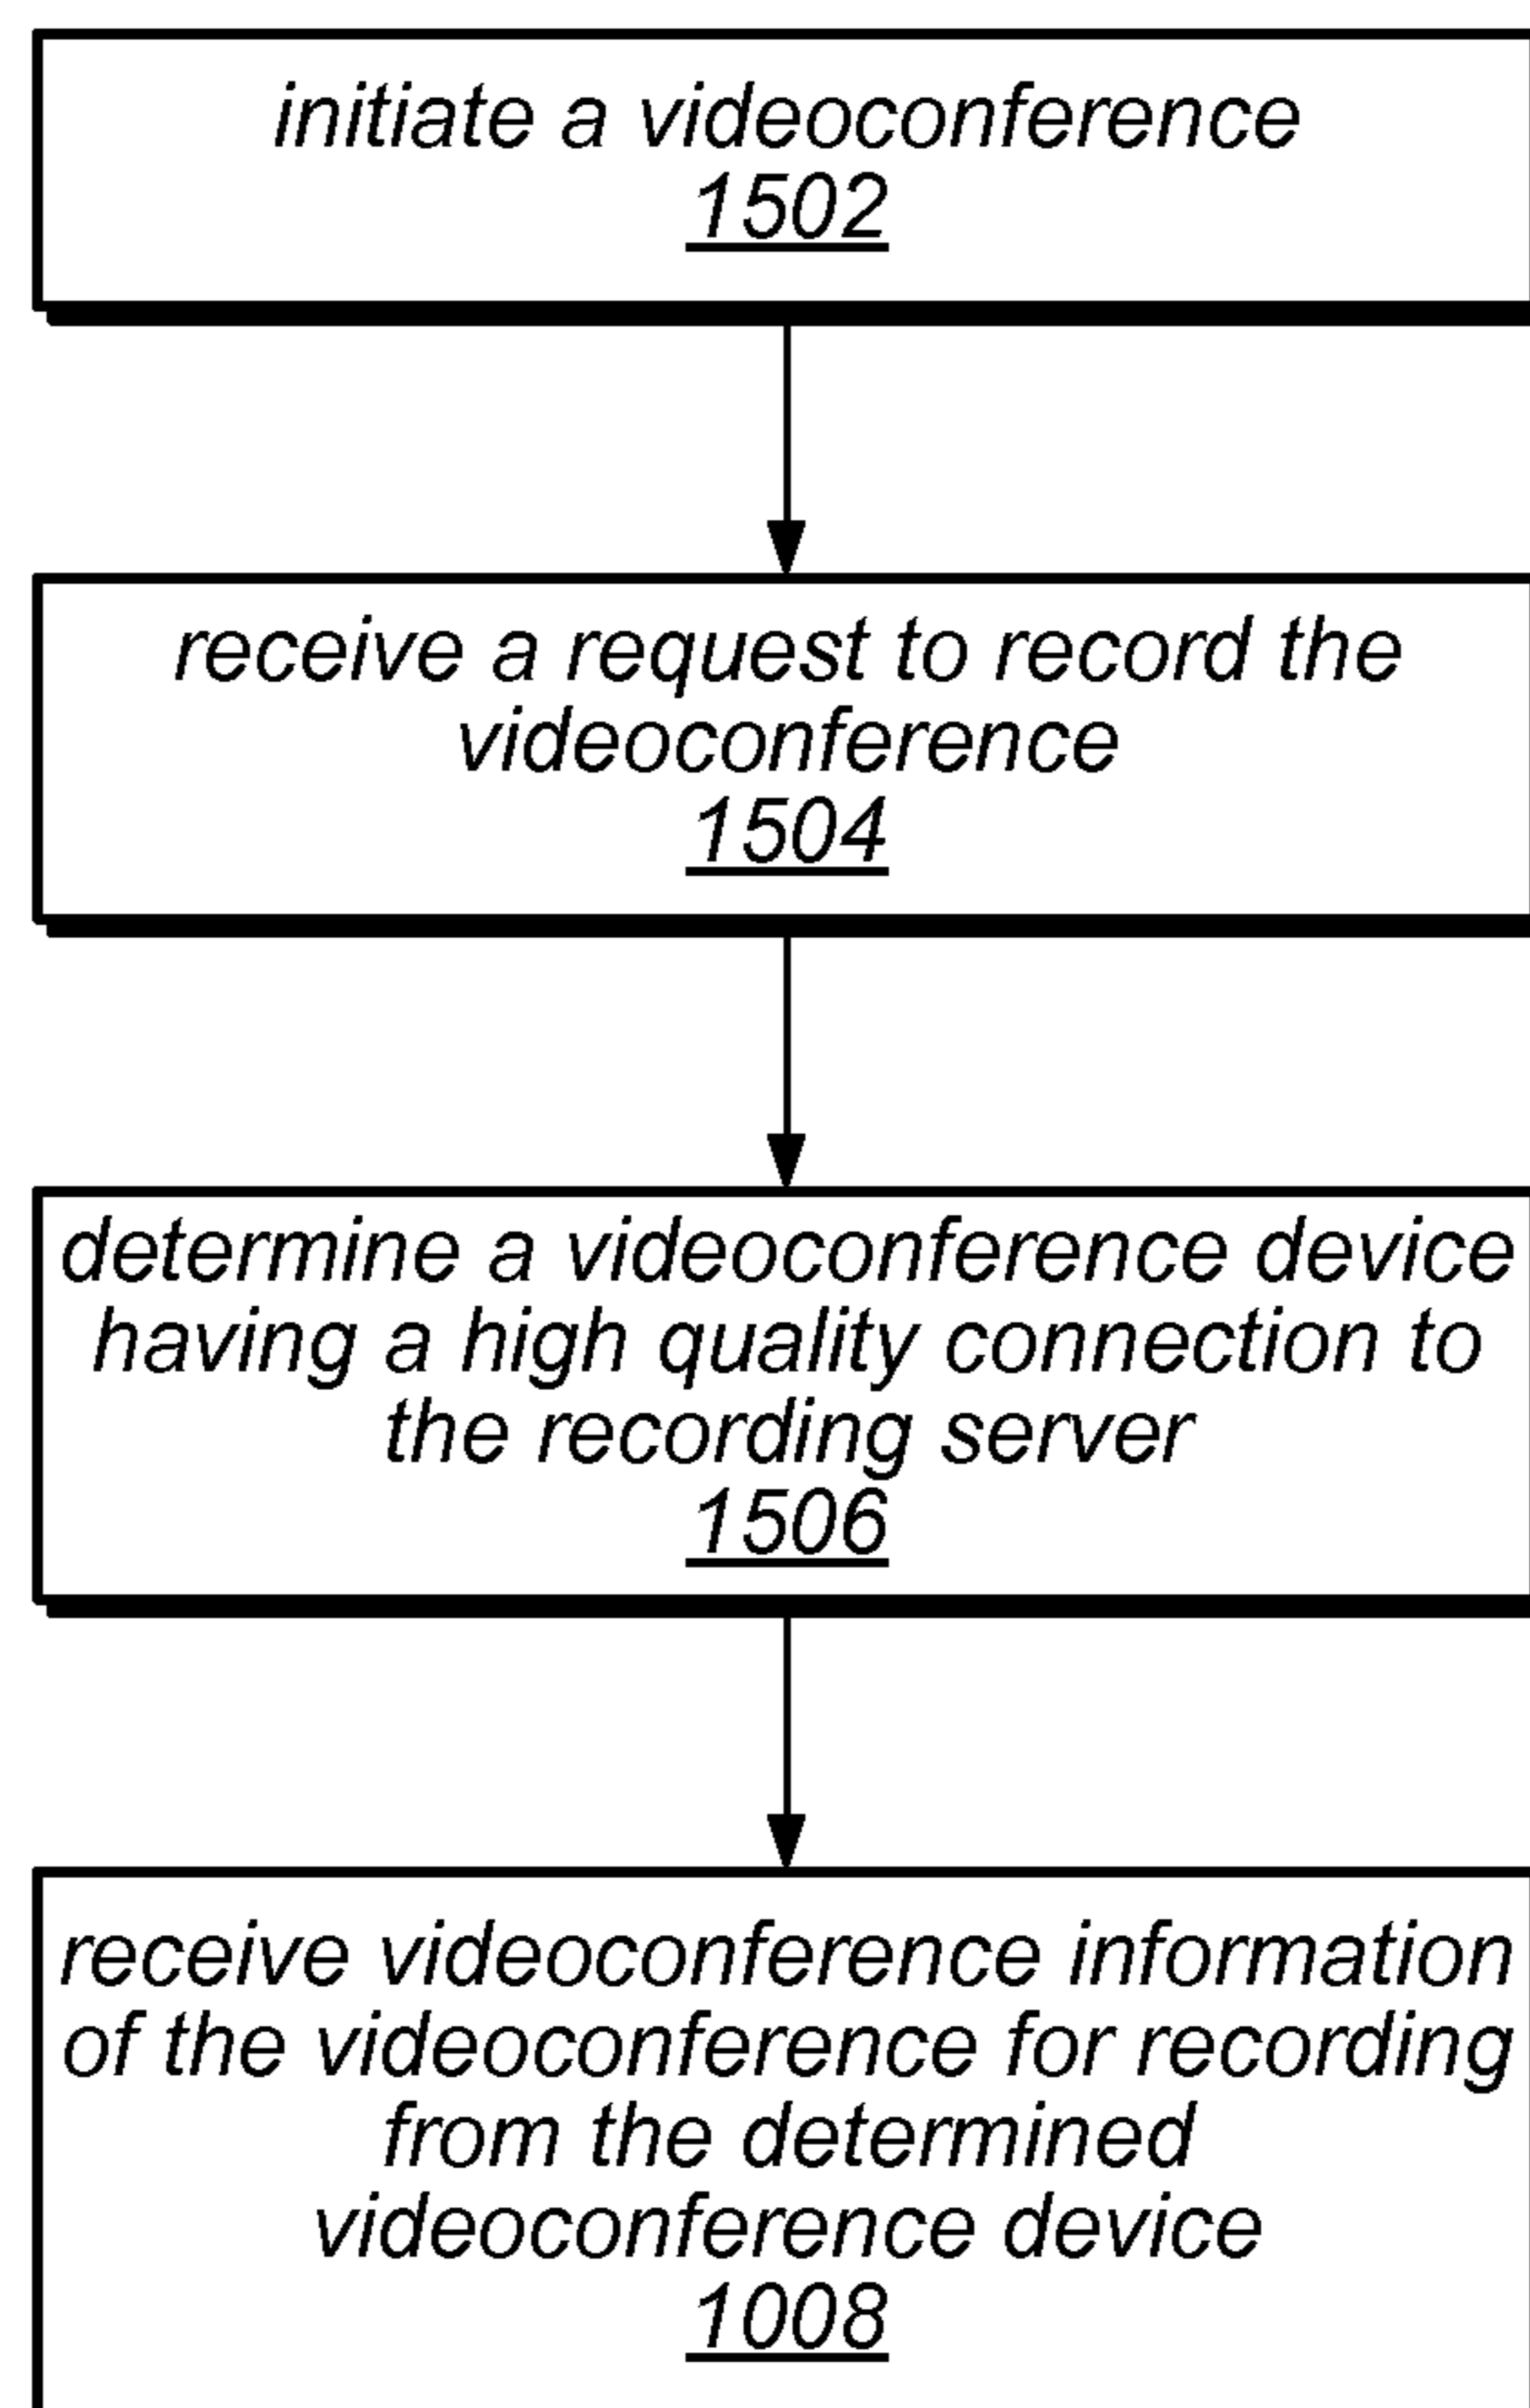 initiate a videoconference
1502
receive a request to record the
videoconference
1504
determine a videoconference device
having a high quality connection to
the recording server
1506
receive videoconference information
of the videoconference for recording
from the determined
videoconference device
1008